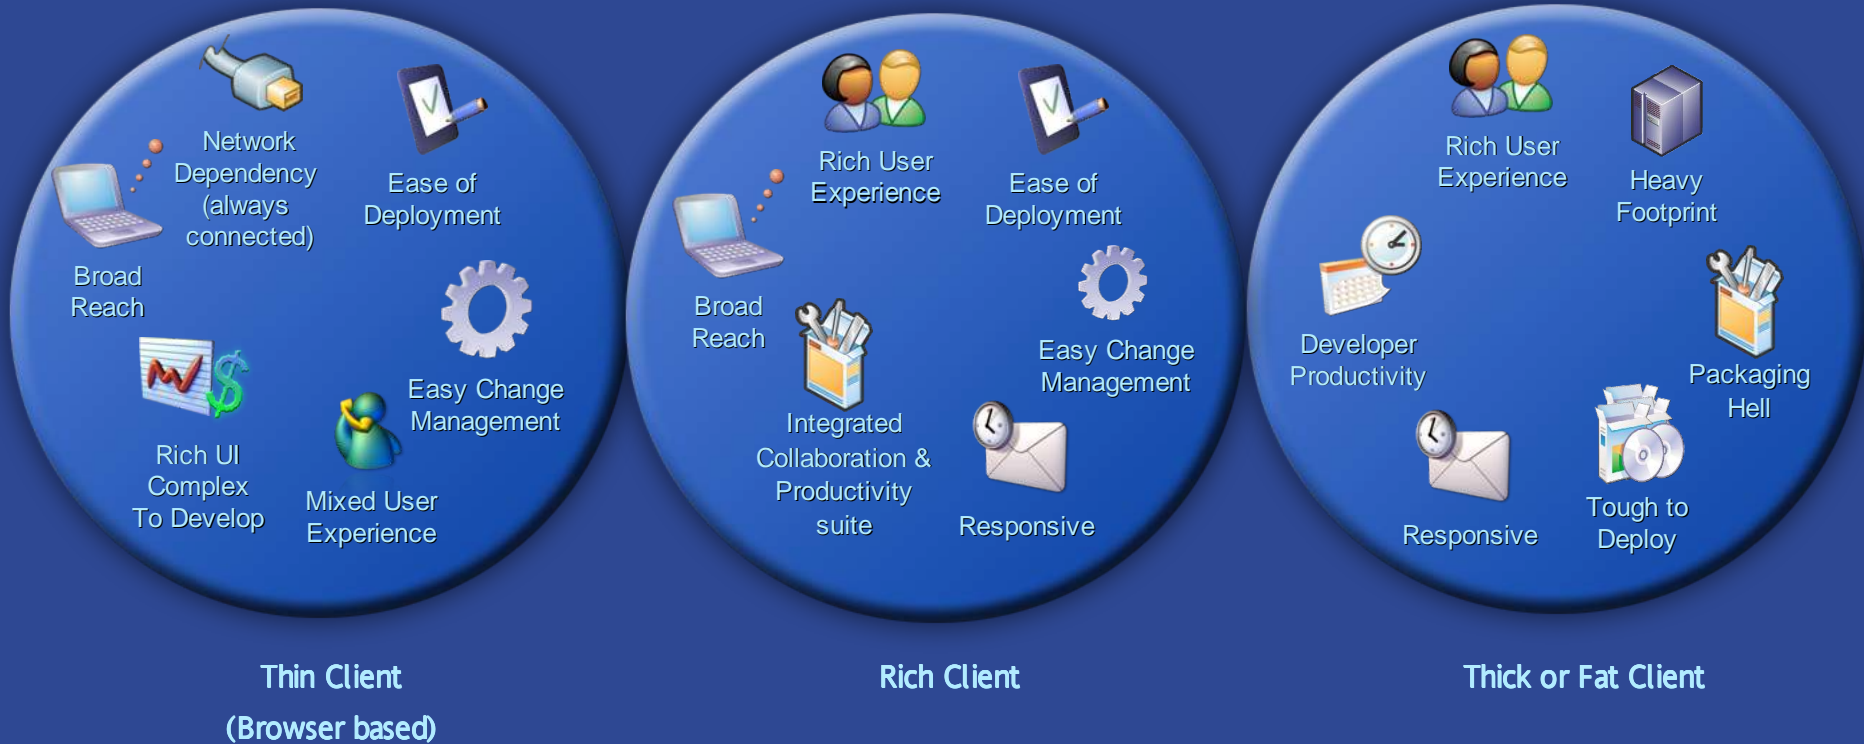 Network
Dependency
(always
connected)
Ease of
Deployment
Broad
Reach
Easy Change
Management
Rich UI
Complex
To Develop
Mixed User
Experience
Thin Client
(Browser based)
Rich User
Experience
Ease of
Deployment
Broad
Reach
Easy Change
Management
Integrated
Collaboration &
Productivity
suite
Responsive
Rich Client
Rich User
Experience
Heavy
Footprint
Developer
Productivity
Packaging
Hell
Responsive
Tough to
Deploy
Thick or Fat Client